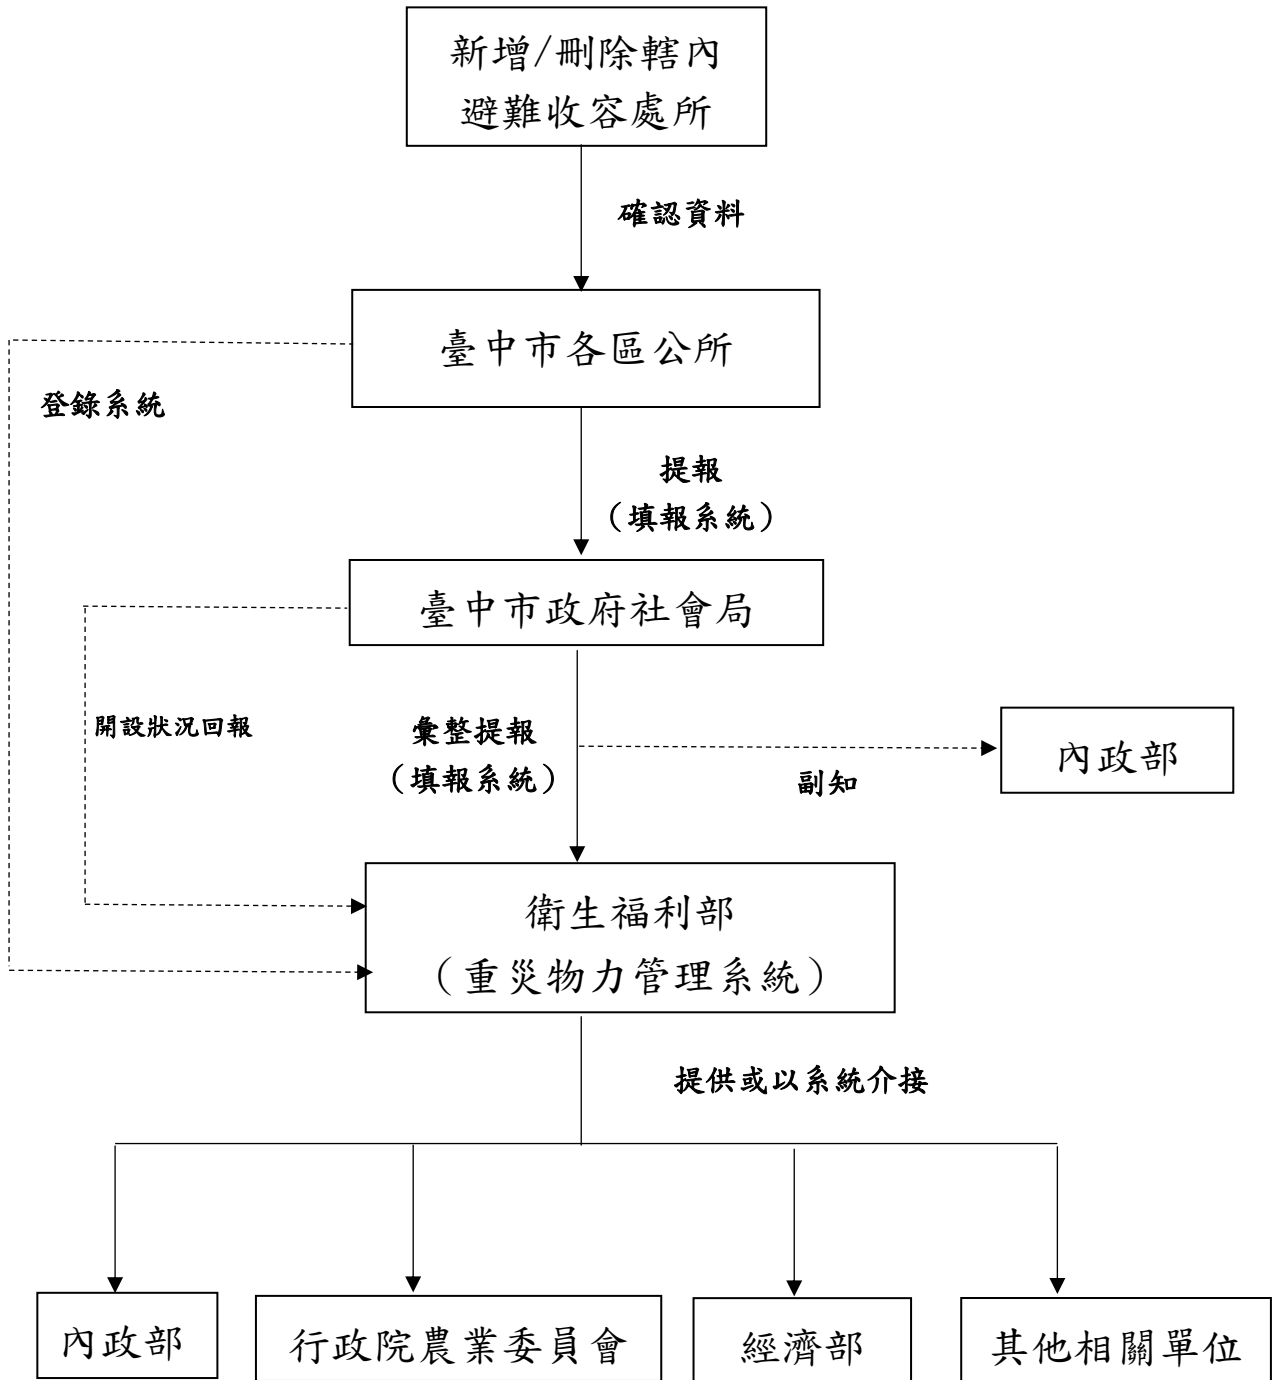 新增/刪除轄內
避難收容處所
確認資料
臺中市各區公所
登錄系統
提報
（填報系統）
臺中市政府社會局
開設狀況回報
彙整提報
（填報系統）
副知
內政部
衛生福利部
（重災物力管理系統）
提供或以系統介接
內政部
行政院農業委員會
經濟部
其他相關單位